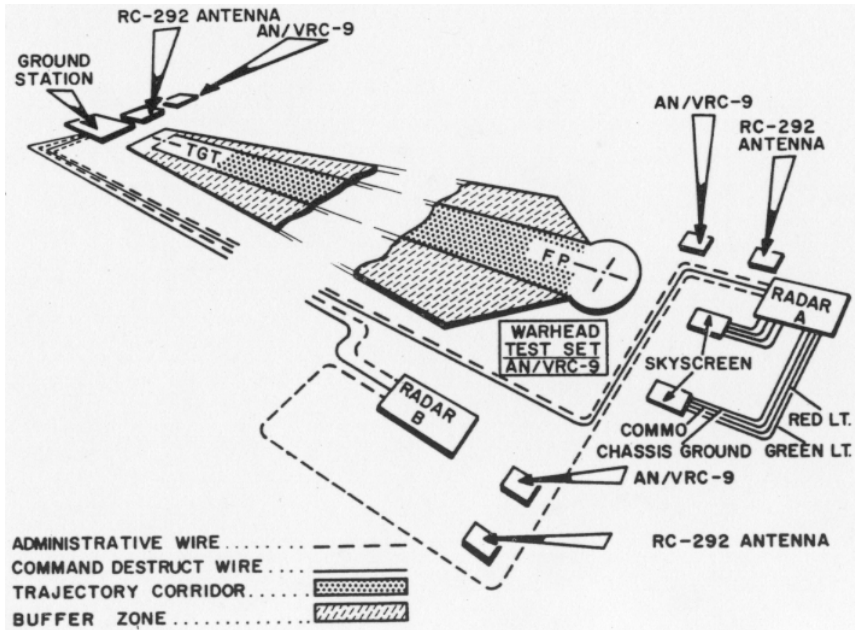 RC-292 ANTENNA
AN/VRC-9
GROUND
STATION
AN/VRC-9
RC-292
ANTENNA
TGT.
F.P.
RADAR
A
WARHEAD
TEST SET
AN/VRC-9
SKYSCREEN
RADAR
B
COMMO
RED LT.
CHASSIS GROUND
GREEN LT.
AN/VRC-9
RC-292 ANTENNA
ADMINISTRATIVE WIRE......
COMMAND DESTRUCT WIRE...
TRAJECTORY CORRIDOR.....
BUFFER ZONE.............